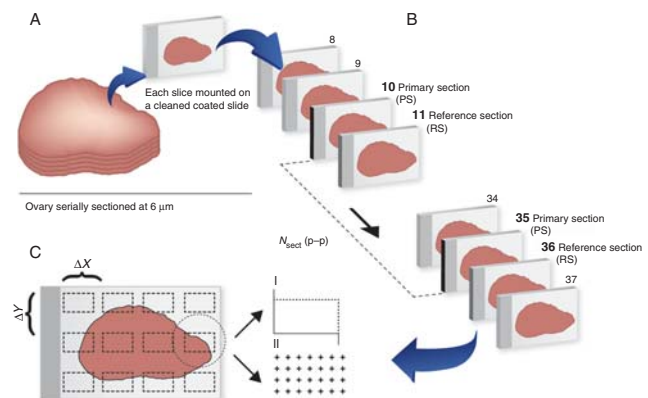 A
B
Each slice mounted on
a cleaned coated slide
8
9
10 Primary section
(PS)
11 Reference section
(RS)
Ovary serially sectioned at 6 μm
34
35 Primary section
(PS)
36 Reference section
(RS)
37
Nsect (p–p)
C
ΔX
ΔY
I
II